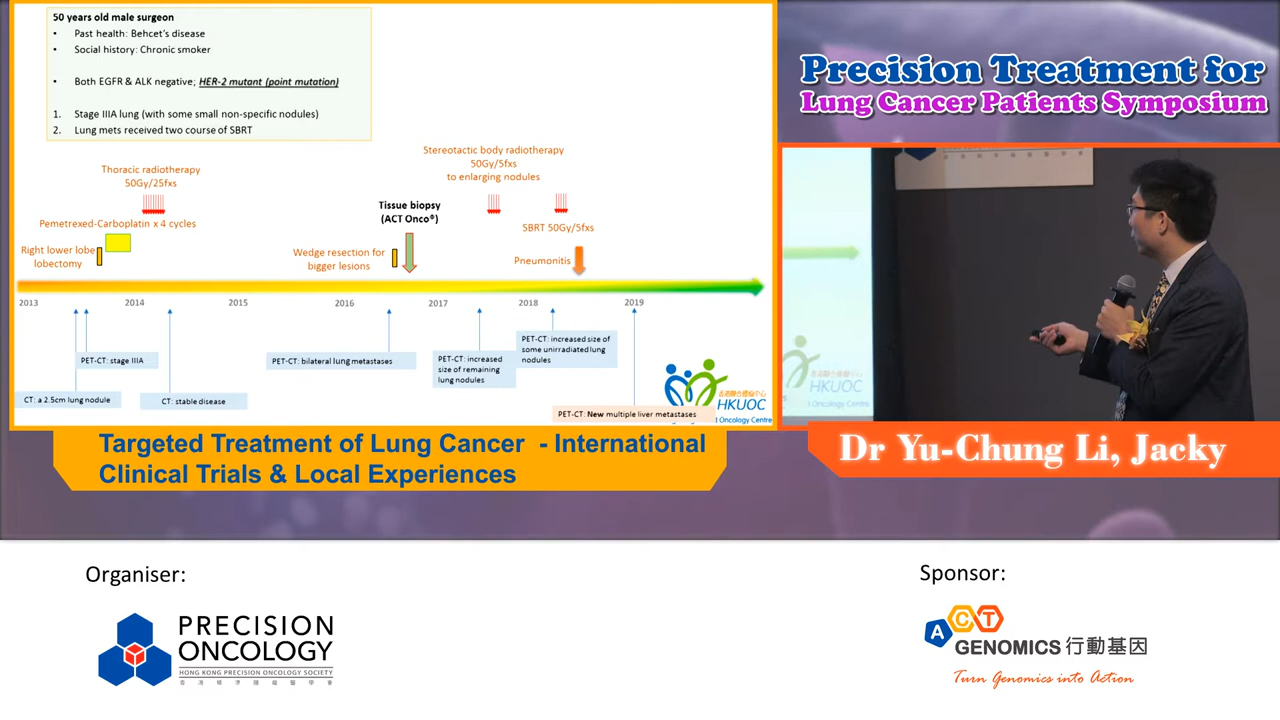 50 years old male surgeon
• Past health: Behcet's disease
• Social history: Chronic smoker
• Both EGFR & ALK negative; HER-2 mutant (point mutation)
1. Stage IIIA lung (with some small non-specific nodules)
2. Lung mets received two course of SBRT
Thoracic radiotherapy
50Gy/25fxs
Pemetrexed-Carboplatin x 4 cycles
Right lower lobe
lobectomy
Wedge resection for
bigger lesions
Tissue biopsy
(ACT Onco®)
Stereotactic body radiotherapy
50Gy/5fxs
to enlarging nodules
SBRT 50Gy/5fxs
Pneumonitis
2013 2014 2015 2016 2017 2018 2019
PET-CT: stage IIIA
CT: a 2.5cm lung nodule
CT: stable disease
PET-CT: bilateral lung metastases
PET-CT: increased
size of remaining
lung nodules
PET-CT: increased size of
some unirradiated lung
nodules
PET-CT: New multiple liver metastases
HKUOC
Oncology Centre
Precision Treatment for
Lung Cancer Patients Symposium
Targeted Treatment of Lung Cancer - International
Clinical Trials & Local Experiences
Dr Yu-Chung Li, Jacky
Organiser:
PRECISION
ONCOLOGY
HONG KONG PRECISION ONCOLOGY SOCIETY
Sponsor:
ACT
GENOMICS 行動基因
Turn Genomics into Action